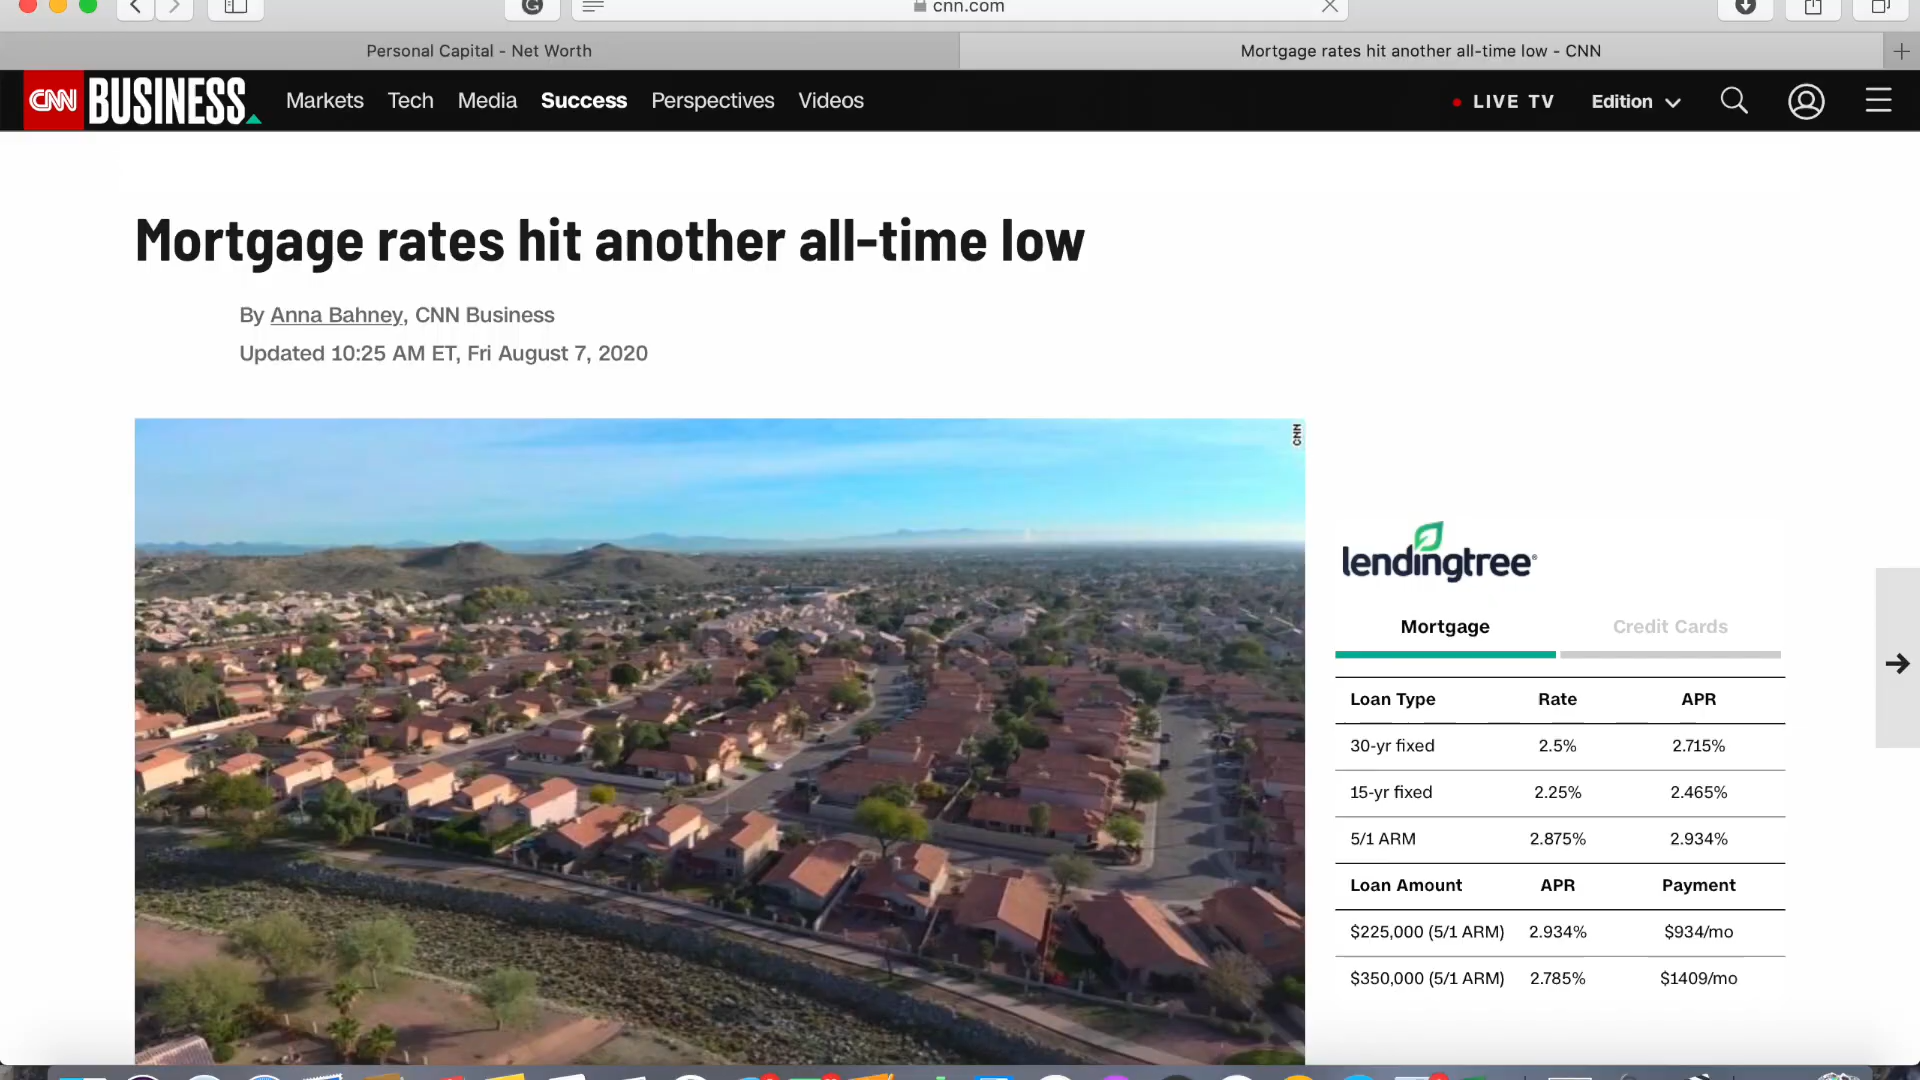 cnn.com
Personal Capital - Net Worth
Mortgage rates hit another all-time low - CNN
CNN BUSINESS
Markets Tech Media Success Perspectives Videos
LIVE TV Edition
Mortgage rates hit another all-time low
By Anna Bahney, CNN Business
Updated 10:25 AM ET, Fri August 7, 2020
CNN
lendingtree®
Mortgage Credit Cards
Loan Type Rate APR
30-yr fixed 2.5% 2.715%
15-yr fixed 2.25% 2.465%
5/1 ARM 2.875% 2.934%
Loan Amount APR Payment
$225,000 (5/1 ARM) 2.934% $934/mo
$350,000 (5/1 ARM) 2.785% $1409/mo